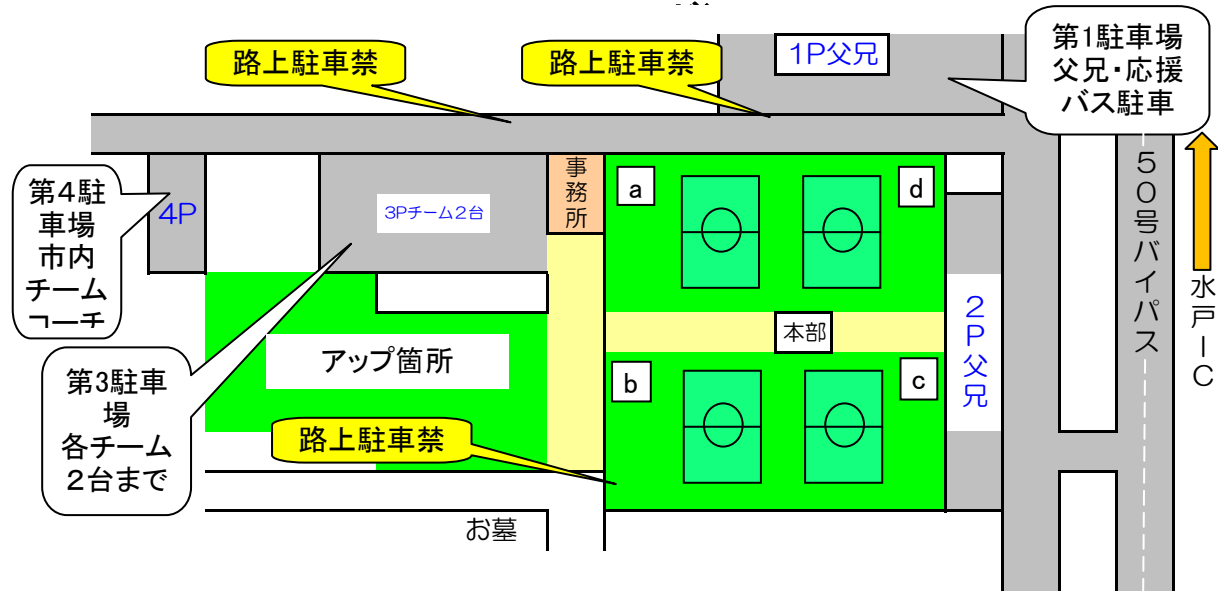 路上駐車禁
路上駐車禁
1P父兄
第1駐車場
父兄・応援
バス駐車
第4駐
車場
市内
チーム
コーチ
4P
3Pチーム2台
事務所
a
d
50号バイパス
水戸IC
本部
2P父兄
アップ箇所
b
c
第3駐車
場
各チーム
2台まで
路上駐車禁
お墓